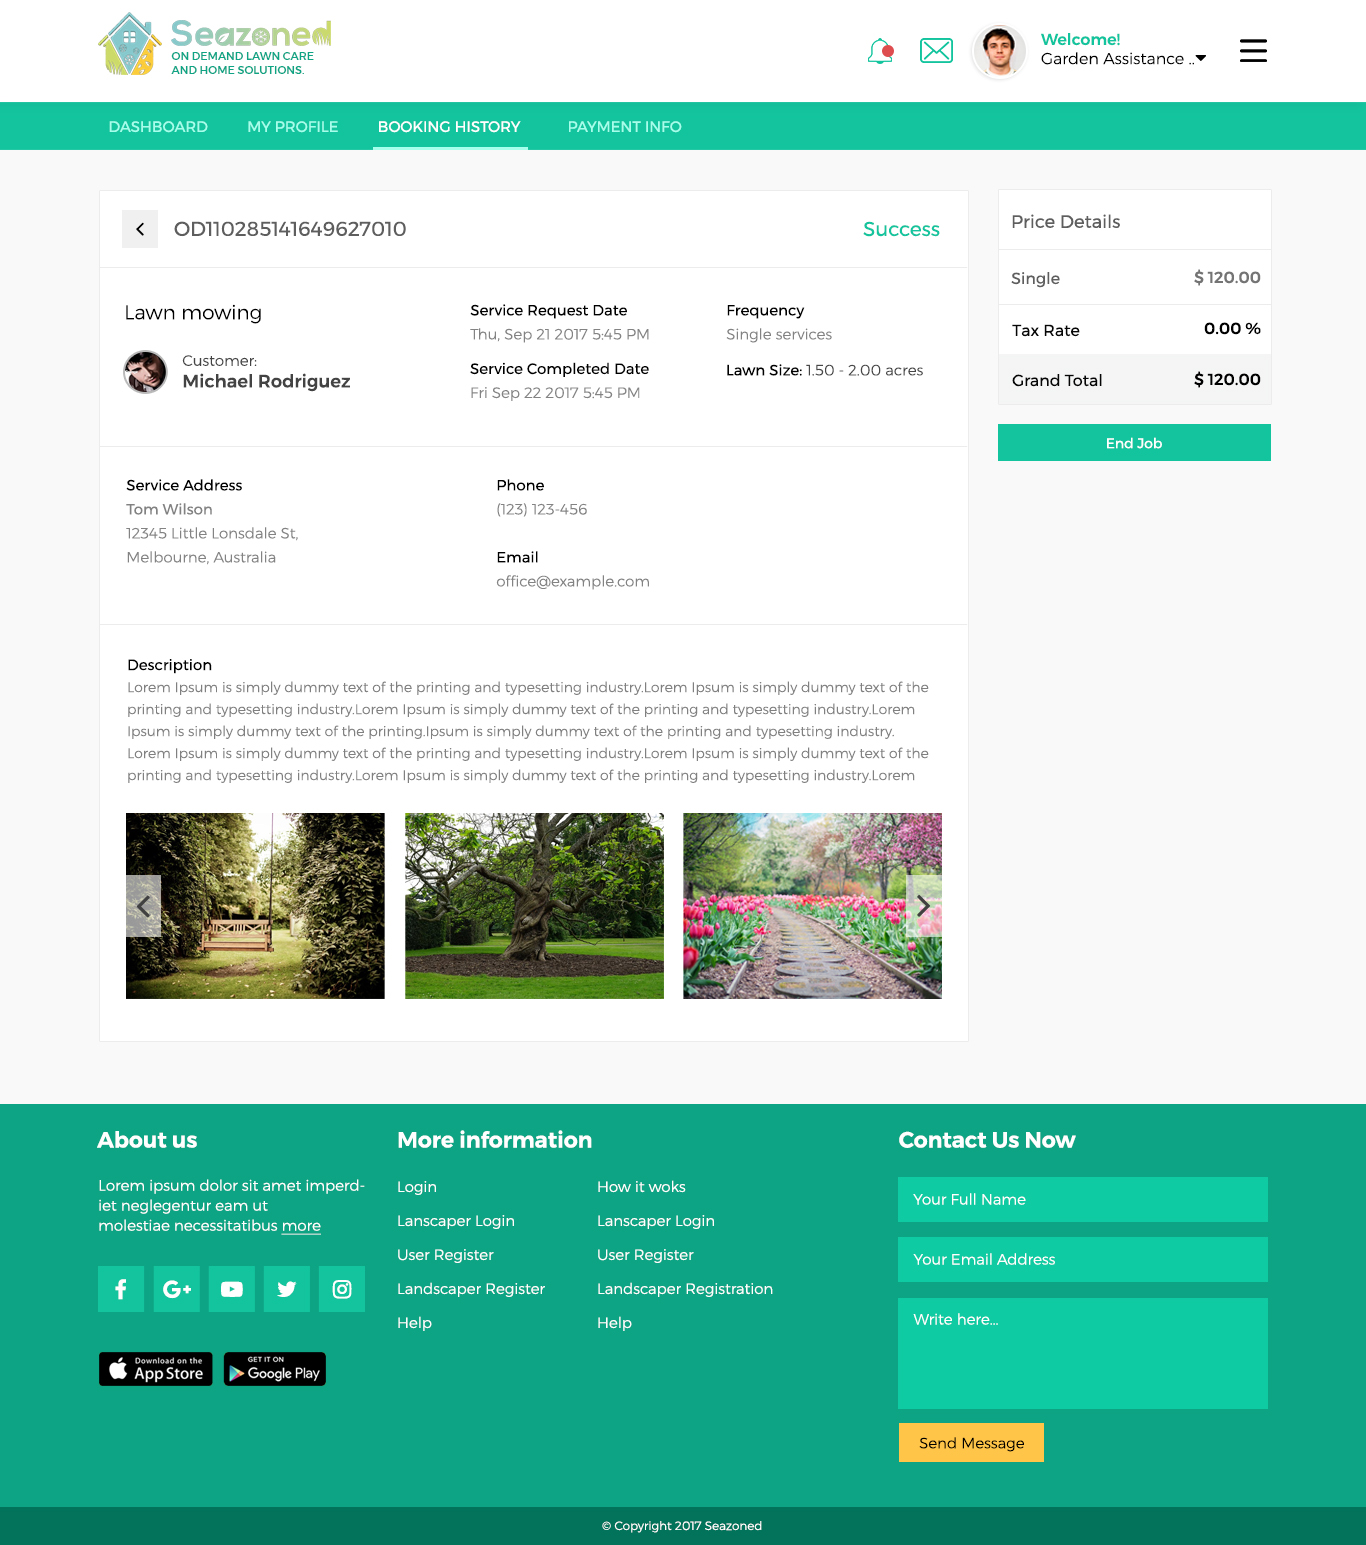 Seazoned
ON DEMAND LAWN CARE
AND HOME SOLUTIONS.
Welcome!
Garden Assistance ..
DASHBOARD
MY PROFILE
BOOKING HISTORY
PAYMENT INFO
OD110285141649627010
Success
Lawn mowing
Customer:
Michael Rodriguez
Service Request Date
Thu, Sep 21 2017 5:45 PM
Service Completed Date
Fri Sep 22 2017 5:45 PM
Frequency
Single services
Lawn Size: 1.50 - 2.00 acres
Price Details
Single $ 120.00
Tax Rate 0.00 %
Grand Total $ 120.00
End Job
Service Address
Tom Wilson
12345 Little Lonsdale St,
Melbourne, Australia
Phone
(123) 123-456
Email
office@example.com
Description
Lorem Ipsum is simply dummy text of the printing and typesetting industry.Lorem Ipsum is simply dummy text of the
printing and typesetting industry.Lorem Ipsum is simply dummy text of the printing and typesetting industry.Lorem
Ipsum is simply dummy text of the printing.Ipsum is simply dummy text of the printing and typesetting industry.
Lorem Ipsum is simply dummy text of the printing and typesetting industry.Lorem Ipsum is simply dummy text of the
printing and typesetting industry.Lorem Ipsum is simply dummy text of the printing and typesetting industry.Lorem
About us
Lorem ipsum dolor sit amet imperd-
iet neglegentur eam ut
molestiae necessitatibus more
G+
Download on the
App Store
GET IT ON
Google Play
More information
Login
Lanscaper Login
User Register
Landscaper Register
Help
How it woks
Lanscaper Login
User Register
Landscaper Registration
Help
Contact Us Now
Your Full Name
Your Email Address
Write here...
Send Message
© Copyright 2017 Seazoned